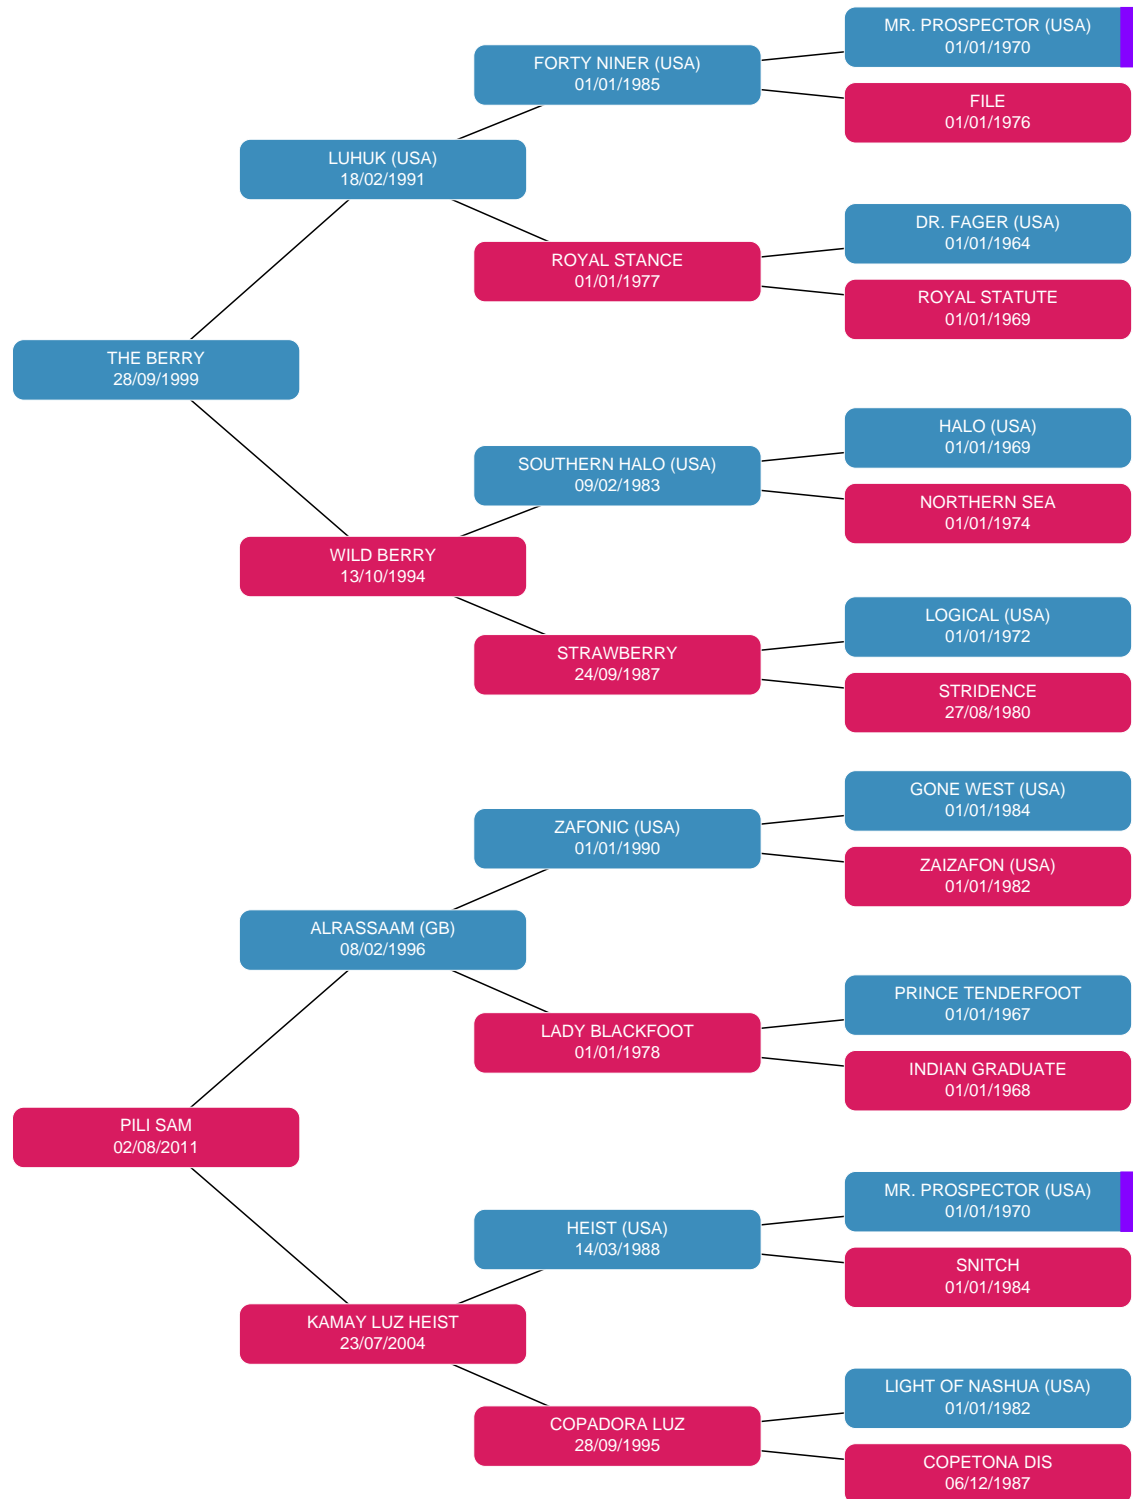 MR. PROSPECTOR (USA)
01/01/1970
FORTY NINER (USA)
01/01/1985
FILE
01/01/1976
LUHUK (USA)
18/02/1991
DR. FAGER (USA)
01/01/1964
ROYAL STANCE
01/01/1977
ROYAL STATUTE
01/01/1969
THE BERRY
28/09/1999
HALO (USA)
01/01/1969
SOUTHERN HALO (USA)
09/02/1983
NORTHERN SEA
01/01/1974
WILD BERRY
13/10/1994
LOGICAL (USA)
01/01/1972
STRAWBERRY
24/09/1987
STRIDENCE
27/08/1980
GONE WEST (USA)
01/01/1984
ZAFONIC (USA)
01/01/1990
ZAIZAFON (USA)
01/01/1982
ALRASSAAM (GB)
08/02/1996
PRINCE TENDERFOOT
01/01/1967
LADY BLACKFOOT
01/01/1978
INDIAN GRADUATE
01/01/1968
PILI SAM
02/08/2011
MR. PROSPECTOR (USA)
01/01/1970
HEIST (USA)
14/03/1988
SNITCH
01/01/1984
KAMAY LUZ HEIST
23/07/2004
LIGHT OF NASHUA (USA)
01/01/1982
COPADORA LUZ
28/09/1995
COPETONA DIS
06/12/1987